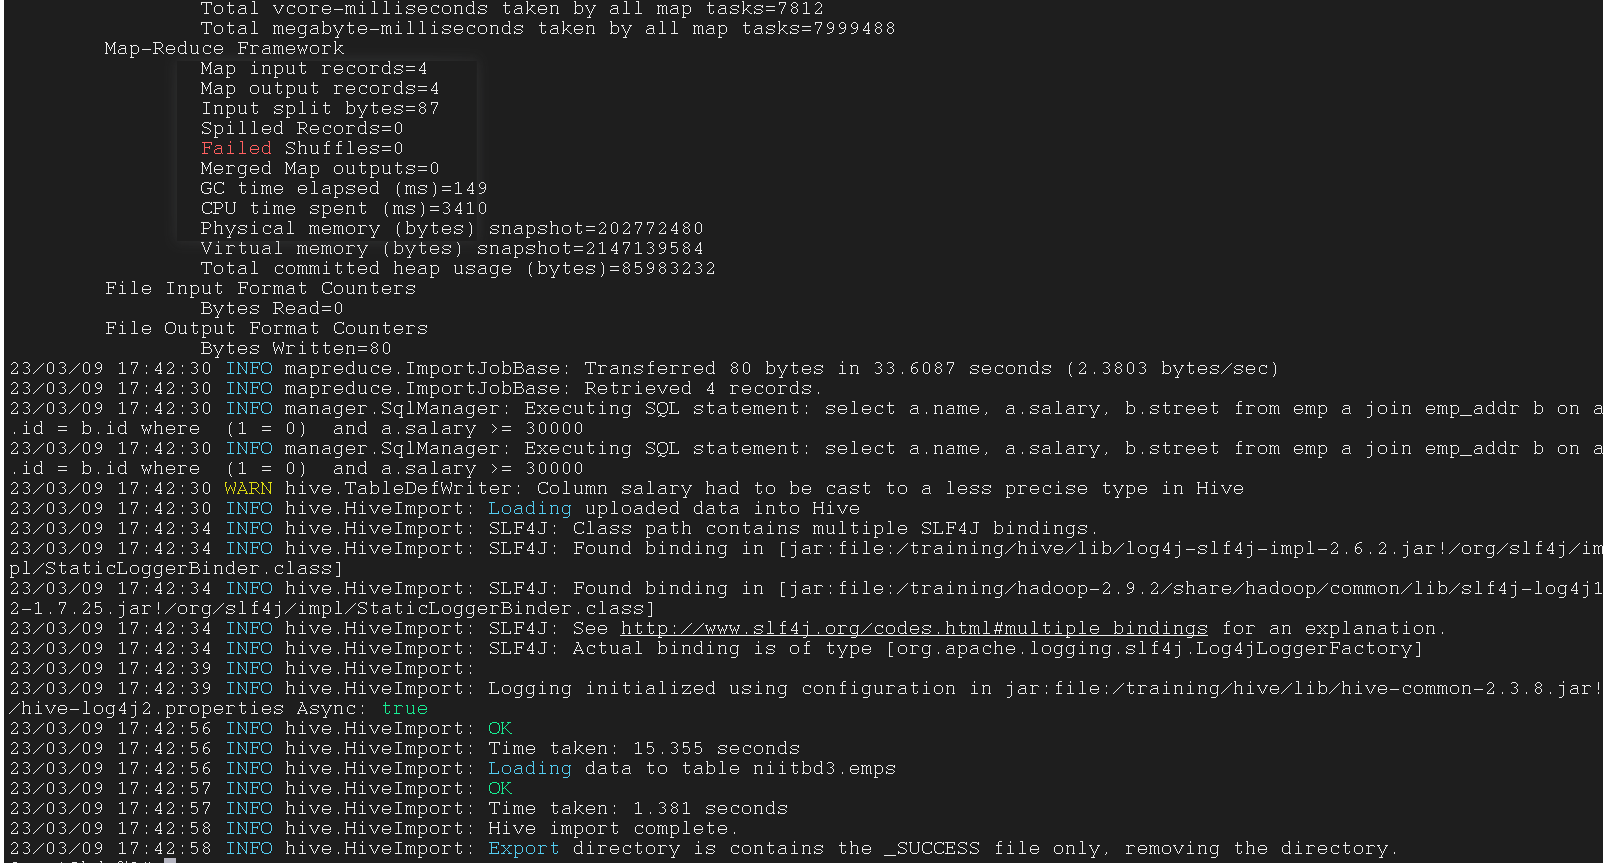 Total vcore-milliseconds taken by all map tasks=7812
Total megabyte-milliseconds taken by all map tasks=7999488
Map-Reduce Framework
Map input records=4
Map output records=4
Input split bytes=87
Spilled Records=0
Failed Shuffles=0
Merged Map outputs=0
GC time elapsed (ms)=149
CPU time spent (ms)=3410
Physical memory (bytes) snapshot=202772480
Virtual memory (bytes) snapshot=2147139584
Total committed heap usage (bytes)=85983232
File Input Format Counters
Bytes Read=0
File Output Format Counters
Bytes Written=80
23/03/09 17:42:30 INFO mapreduce.ImportJobBase: Transferred 80 bytes in 33.6087 seconds (2.3803 bytes/sec)
23/03/09 17:42:30 INFO mapreduce.ImportJobBase: Retrieved 4 records.
23/03/09 17:42:30 INFO manager.SqlManager: Executing SQL statement: select a.name, a.salary, b.street from emp a join emp_addr b on a
.id = b.id where  (1 = 0)  and a.salary >= 30000
23/03/09 17:42:30 INFO manager.SqlManager: Executing SQL statement: select a.name, a.salary, b.street from emp a join emp_addr b on a
.id = b.id where  (1 = 0)  and a.salary >= 30000
23/03/09 17:42:30 WARN hive.TableDefWriter: Column salary had to be cast to a less precise type in Hive
23/03/09 17:42:30 INFO hive.HiveImport: Loading uploaded data into Hive
23/03/09 17:42:34 INFO hive.HiveImport: SLF4J: Class path contains multiple SLF4J bindings.
23/03/09 17:42:34 INFO hive.HiveImport: SLF4J: Found binding in [jar:file:/training/hive/lib/log4j-slf4j-impl-2.6.2.jar!/org/slf4j/im
pl/StaticLoggerBinder.class]
23/03/09 17:42:34 INFO hive.HiveImport: SLF4J: Found binding in [jar:file:/training/hadoop-2.9.2/share/hadoop/common/lib/slf4j-log4j1
2-1.7.25.jar!/org/slf4j/impl/StaticLoggerBinder.class]
23/03/09 17:42:34 INFO hive.HiveImport: SLF4J: See http://www.slf4j.org/codes.html#multiple_bindings for an explanation.
23/03/09 17:42:34 INFO hive.HiveImport: SLF4J: Actual binding is of type [org.apache.logging.slf4j.Log4jLoggerFactory]
23/03/09 17:42:39 INFO hive.HiveImport:
23/03/09 17:42:39 INFO hive.HiveImport: Logging initialized using configuration in jar:file:/training/hive/lib/hive-common-2.3.8.jar!
/hive-log4j2.properties Async: true
23/03/09 17:42:56 INFO hive.HiveImport: OK
23/03/09 17:42:56 INFO hive.HiveImport: Time taken: 15.355 seconds
23/03/09 17:42:56 INFO hive.HiveImport: Loading data to table niitbd3.emps
23/03/09 17:42:57 INFO hive.HiveImport: OK
23/03/09 17:42:57 INFO hive.HiveImport: Time taken: 1.381 seconds
23/03/09 17:42:58 INFO hive.HiveImport: Hive import complete.
23/03/09 17:42:58 INFO hive.HiveImport: Export directory is contains the _SUCCESS file only, removing the directory.